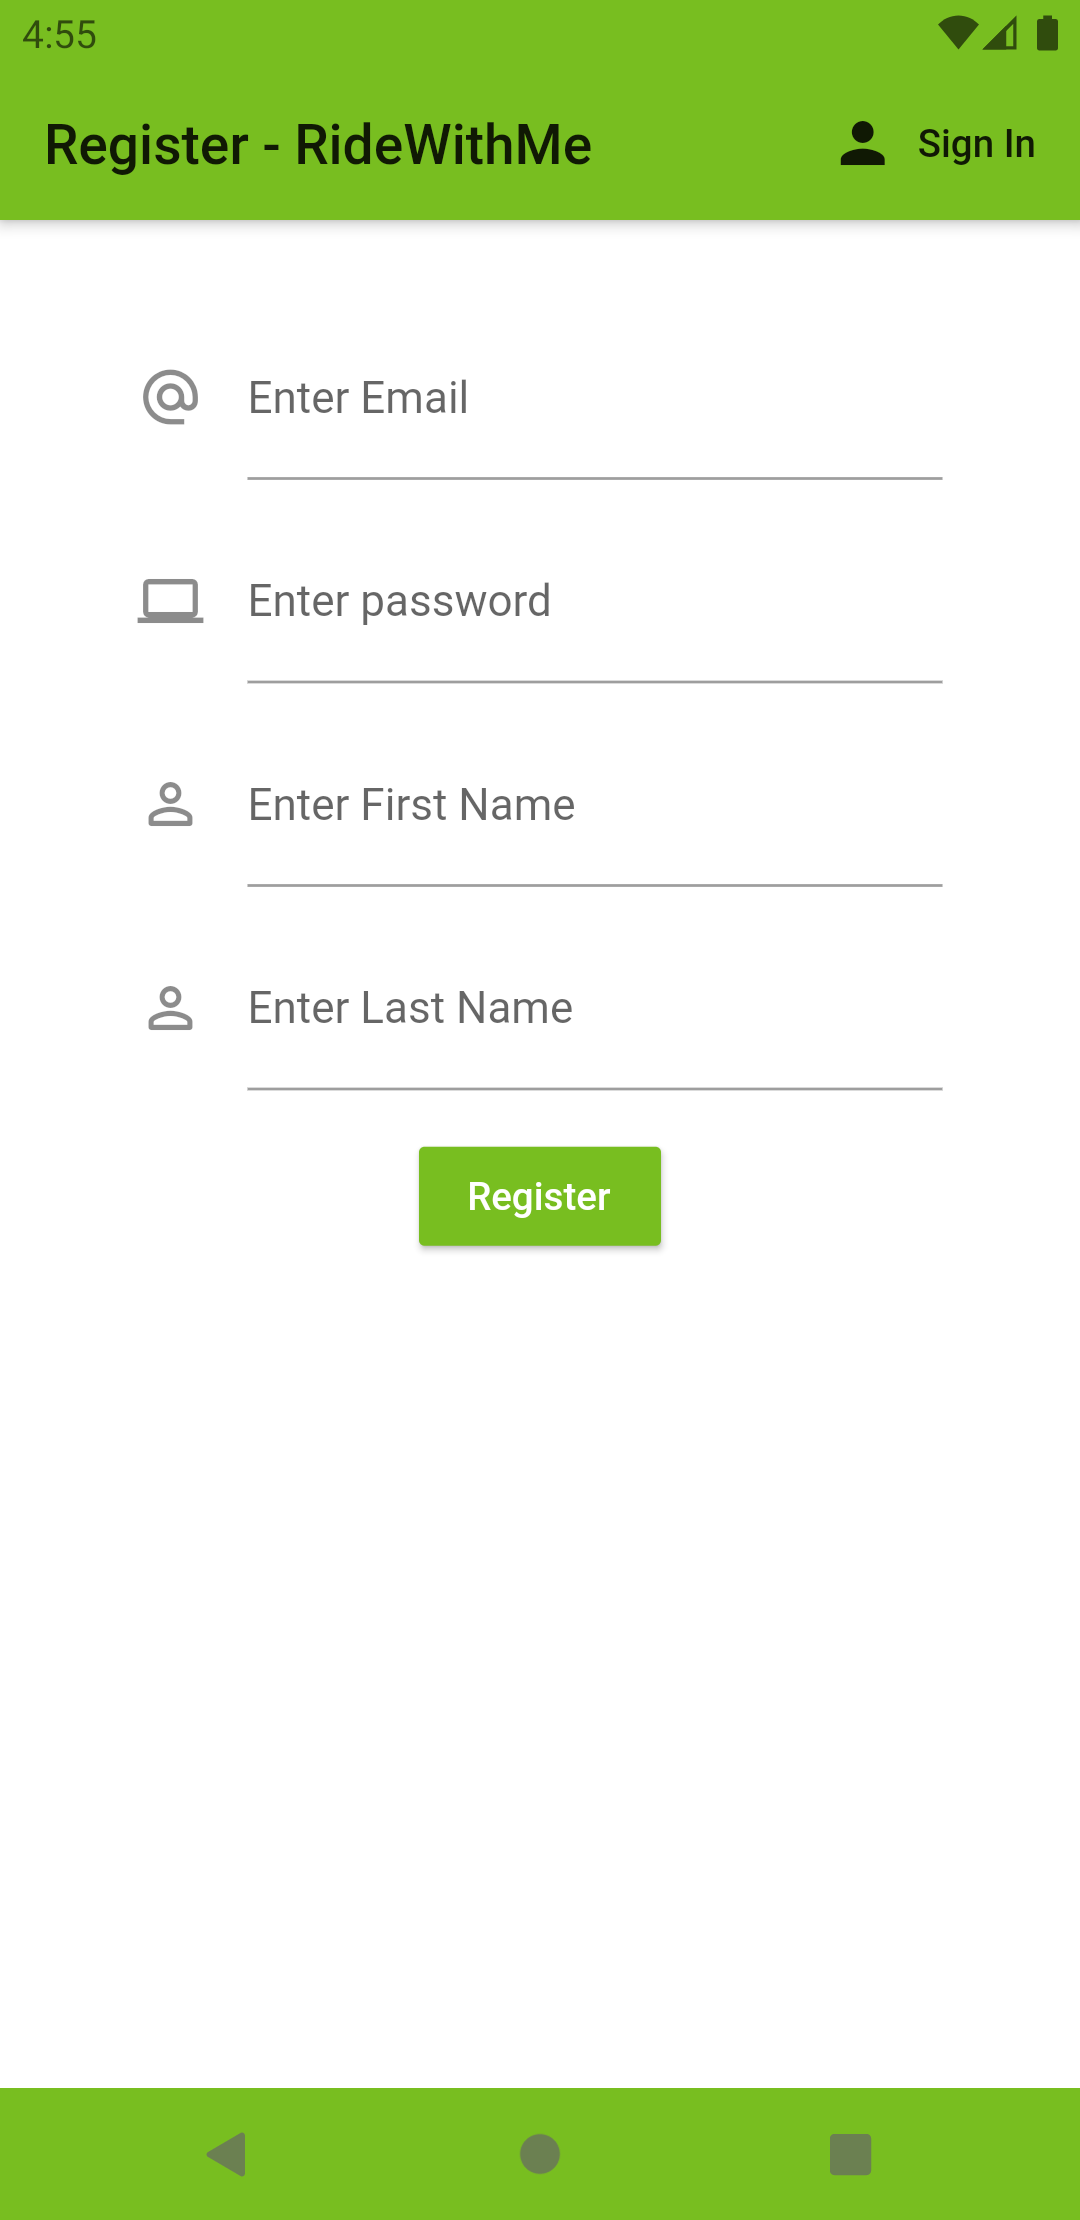 4:55
Register - RideWithMe
Sign In
Enter Email
Enter password
Enter First Name
Enter Last Name
Register